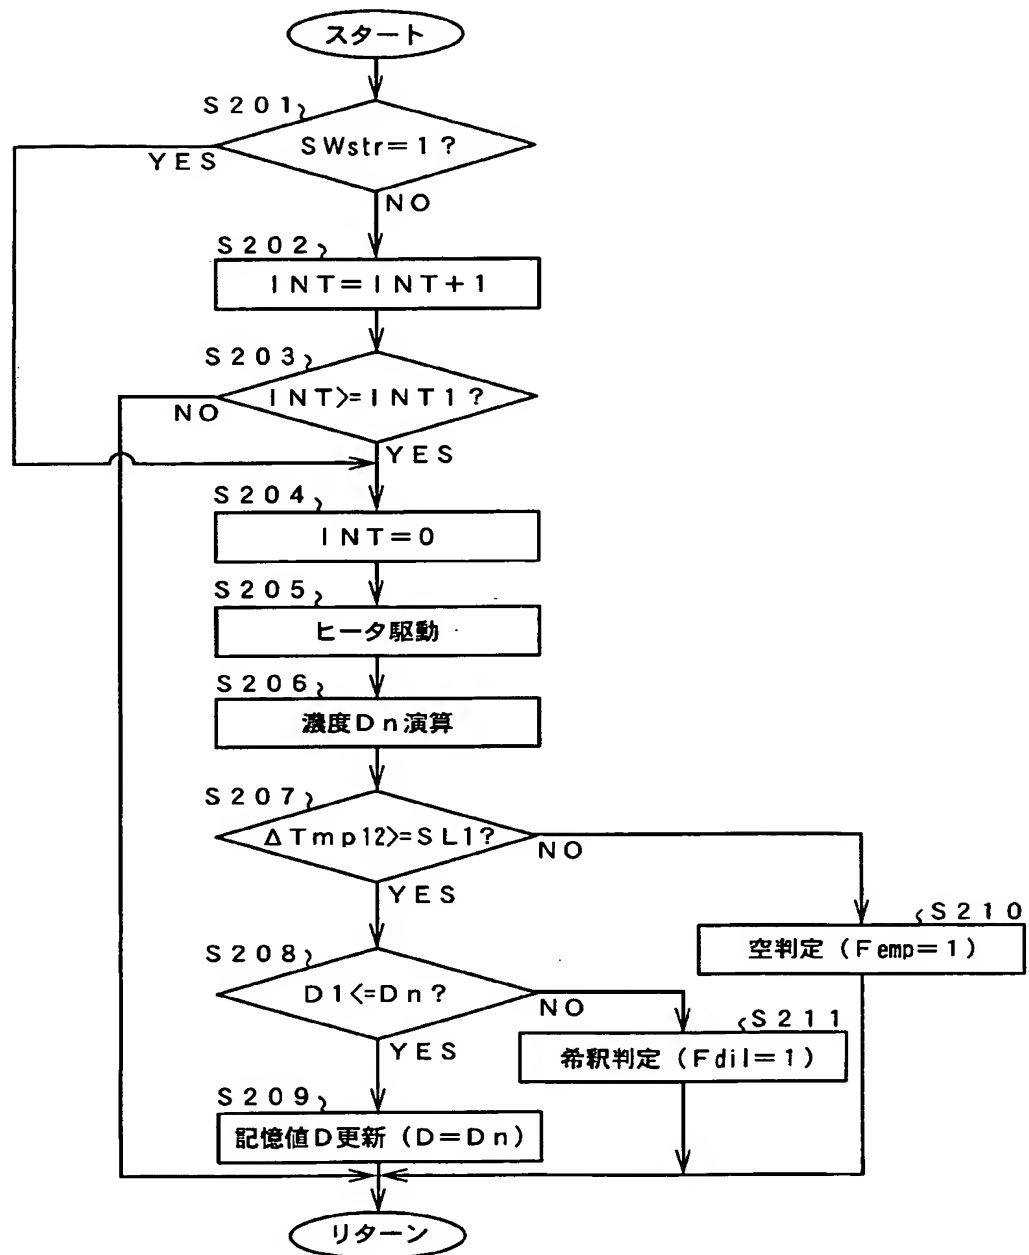 スタート
S201
SWstr=1?
YES
NO
S202
INT=INT+1
S203
INT>=INT1?
NO
YES
S204
INT=0
S205
ヒータ駆動
S206
濃度Dn演算
S207
ΔTmp12>=SL1?
NO
YES
S210
空判定(Femp=1)
S208
D1<=Dn?
NO
YES
S211
希釈判定(Fdil=1)
S209
記憶値D更新(D=Dn)
リターン